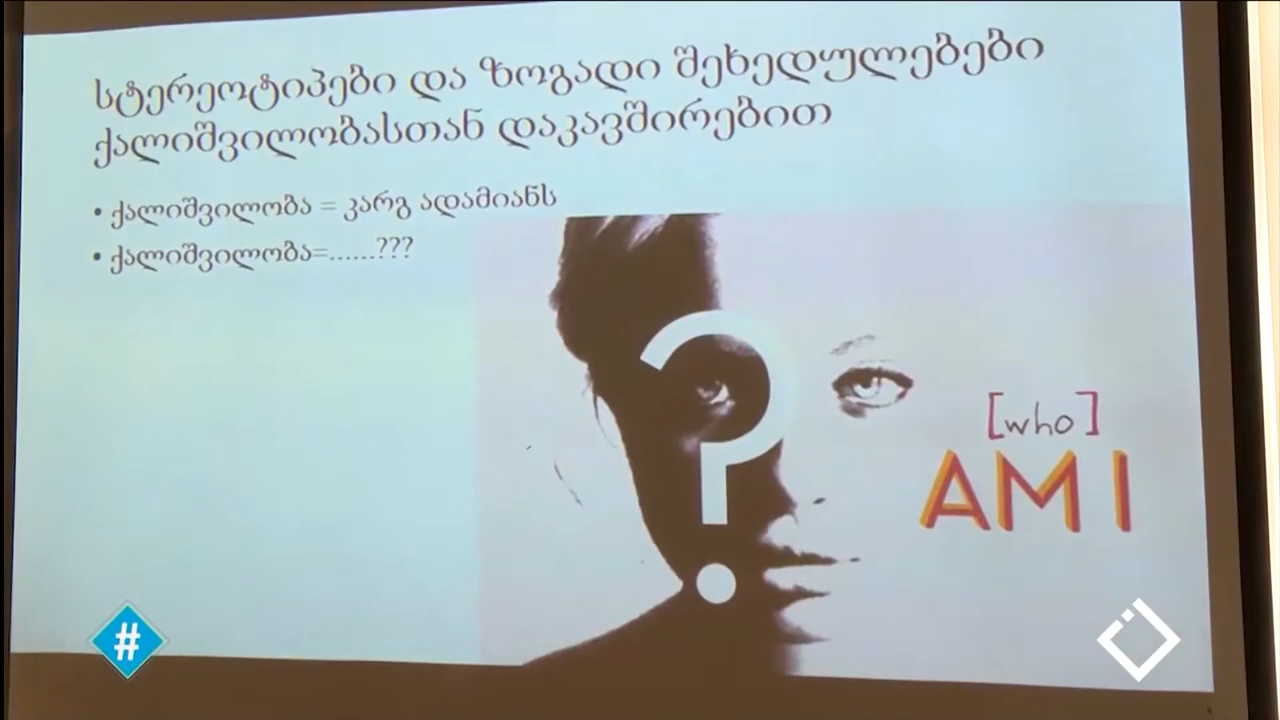 სტერეოტიპები და ზოგადი შეხედულებები
ქალიშვილობასთან დაკავშირებით
• ქალიშვილობა = კარგ ადამიანს
• ქალიშვილობა=......???
?
[who]
AM I
#